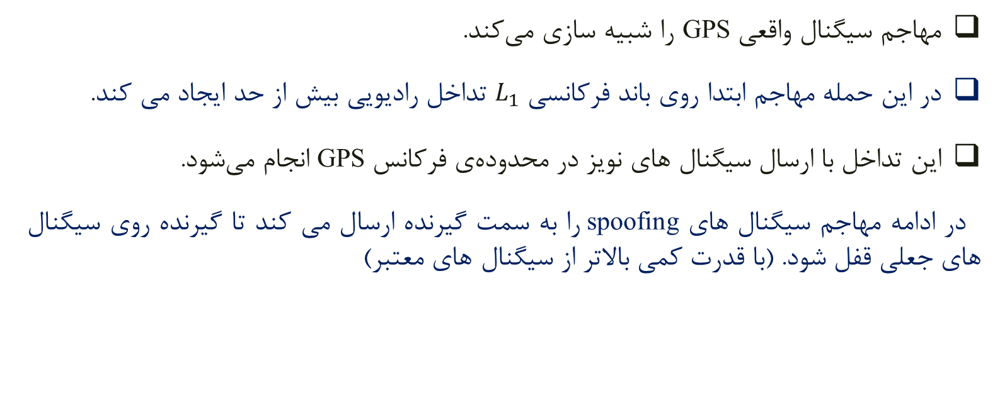 ❑ مهاجم سیگنال واقعی GPS را شبیه سازی می‌کند.
❑ در این حمله مهاجم ابتدا روی باند فرکانسی L₁ تداخل رادیویی بیش از حد ایجاد می کند.
❑ این تداخل با ارسال سیگنال های نویز در محدوده‌ی فرکانس GPS انجام می‌شود.
در ادامه مهاجم سیگنال های spoofing را به سمت گیرنده ارسال می کند تا گیرنده روی سیگنال
های جعلی قفل شود. (با قدرت کمی بالاتر از سیگنال های معتبر)